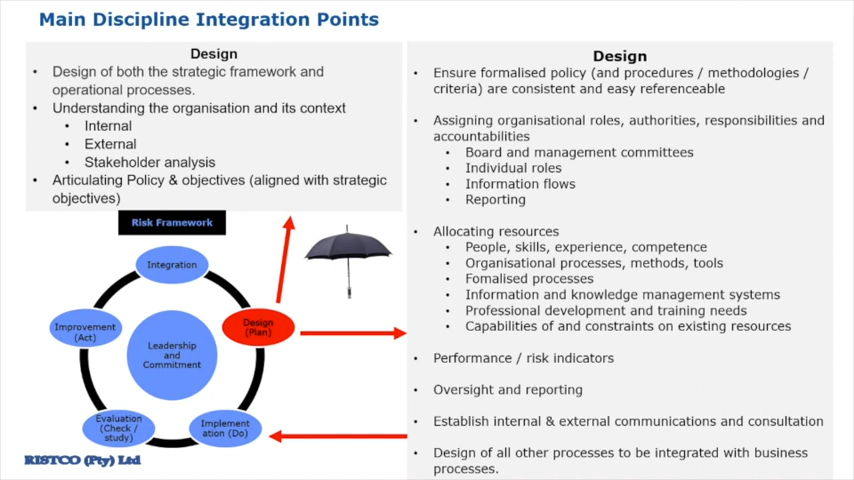 Main Discipline Integration Points
Design
• Design of both the strategic framework and
operational processes.
• Understanding the organisation and its context
• Internal
• External
• Stakeholder analysis
• Articulating Policy & objectives (aligned with strategic
objectives)
Risk Framework
Integration
Design
(Plan)
Implement
ation (Do)
Evaluation
(Check /
study)
Improvement
(Act)
Leadership
and
Commitment
RISTCO (Pty) Ltd
Design
• Ensure formalised policy (and procedures / methodologies /
criteria) are consistent and easy referenceable
• Assigning organisational roles, authorities, responsibilities and
accountabilities
• Board and management committees
• Individual roles
• Information flows
• Reporting
• Allocating resources
• People, skills, experience, competence
• Organisational processes, methods, tools
• Fomalised processes
• Information and knowledge management systems
• Professional development and training needs
• Capabilities of and constraints on existing resources
• Performance / risk indicators
• Oversight and reporting
• Establish internal & external communications and consultation
• Design of all other processes to be integrated with business
processes.